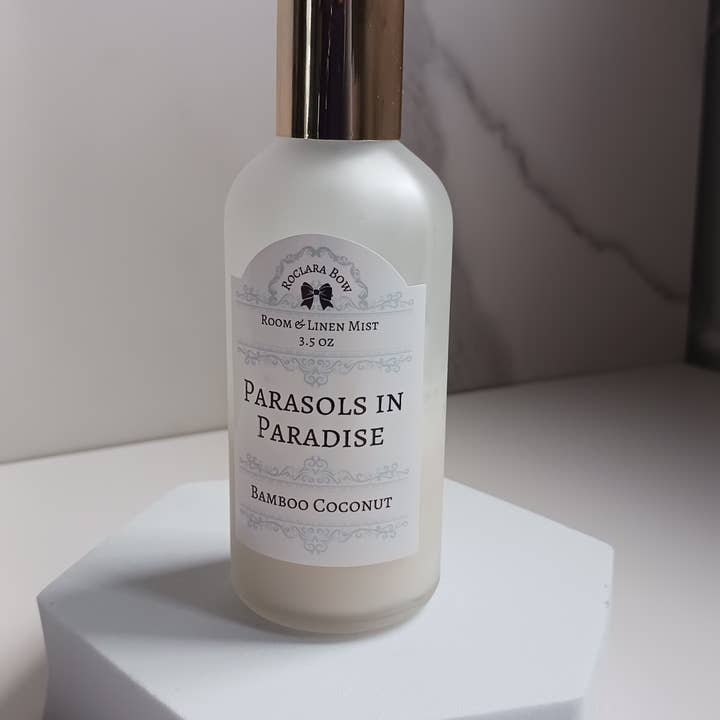 Roclara Bow
Room & Linen Mist
3.5 oz
Parasols in
Paradise
Bamboo Coconut